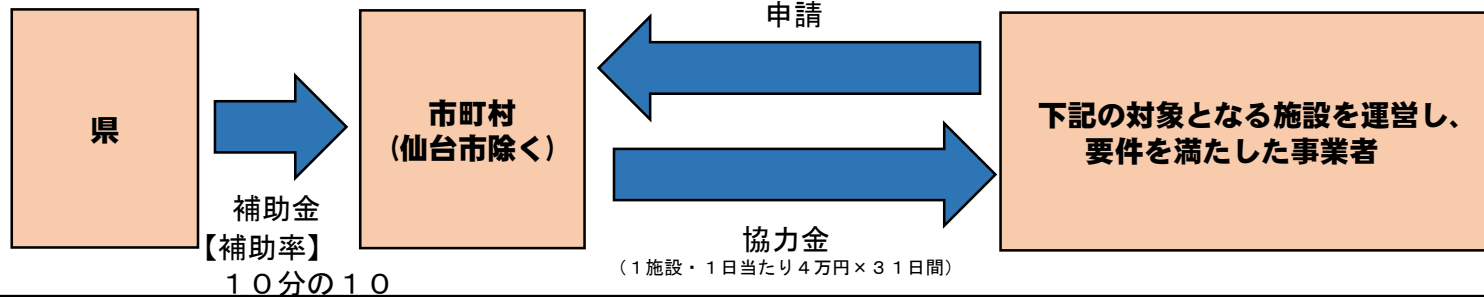 申請
県
市町村
(仙台市除く)
下記の対象となる施設を運営し、
要件を満たした事業者
補助金
【補助率】
１０分の１０
協力金
（１施設・１日当たり４万円×３１日間）